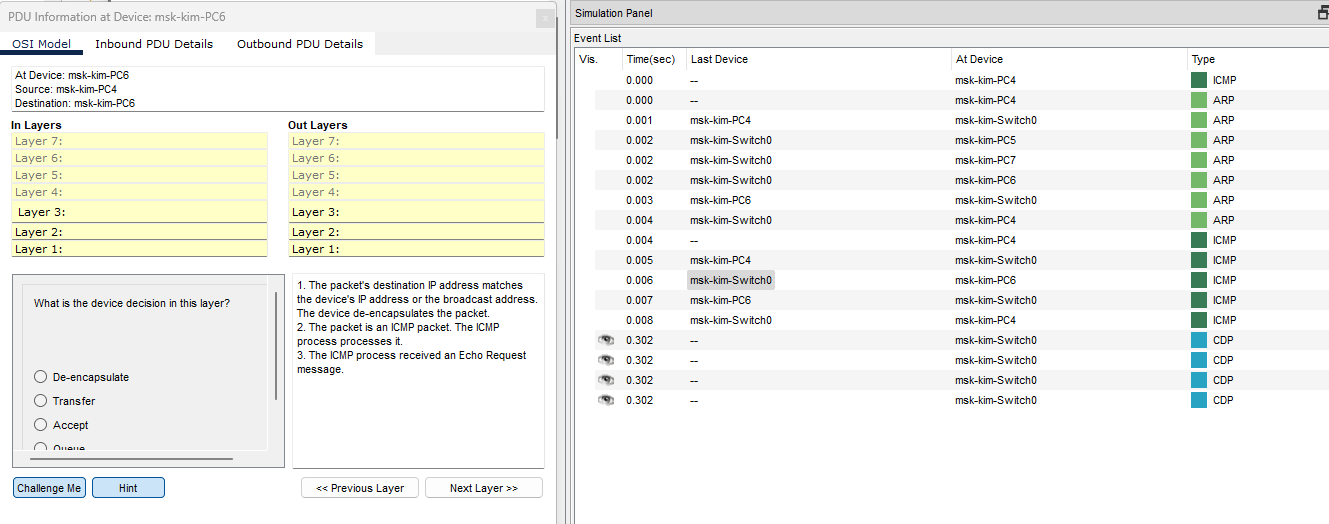 PDU Information at Device: msk-kim-PC6
x
OSI Model Inbound PDU Details Outbound PDU Details
At Device: msk-kim-PC6
Source: msk-kim-PC4
Destination: msk-kim-PC6
In Layers Out Layers
Layer 7: Layer 7:
Layer 6: Layer 6:
Layer 5: Layer 5:
Layer 4: Layer 4:
Layer 3: Layer 3:
Layer 2: Layer 2:
Layer 1: Layer 1:
What is the device decision in this layer?
De-encapsulate
Transfer
Accept
Queue
1. The packet's destination IP address matches
the device's IP address or the broadcast address.
The device de-encapsulates the packet.
2. The packet is an ICMP packet. The ICMP
process processes it.
3. The ICMP process received an Echo Request
message.
Challenge Me Hint << Previous Layer Next Layer >>
Simulation Panel
Event List
Vis. Time(sec) Last Device At Device Type
0.000 -- msk-kim-PC4 ICMP
0.000 -- msk-kim-PC4 ARP
0.001 msk-kim-PC4 msk-kim-Switch0 ARP
0.002 msk-kim-Switch0 msk-kim-PC5 ARP
0.002 msk-kim-Switch0 msk-kim-PC7 ARP
0.002 msk-kim-Switch0 msk-kim-PC6 ARP
0.003 msk-kim-PC6 msk-kim-Switch0 ARP
0.004 msk-kim-Switch0 msk-kim-PC4 ARP
0.004 -- msk-kim-PC4 ICMP
0.005 msk-kim-PC4 msk-kim-Switch0 ICMP
0.006 msk-kim-Switch0 msk-kim-PC6 ICMP
0.007 msk-kim-PC6 msk-kim-Switch0 ICMP
0.008 msk-kim-Switch0 msk-kim-PC4 ICMP
0.302 -- msk-kim-Switch0 CDP
0.302 -- msk-kim-Switch0 CDP
0.302 -- msk-kim-Switch0 CDP
0.302 -- msk-kim-Switch0 CDP